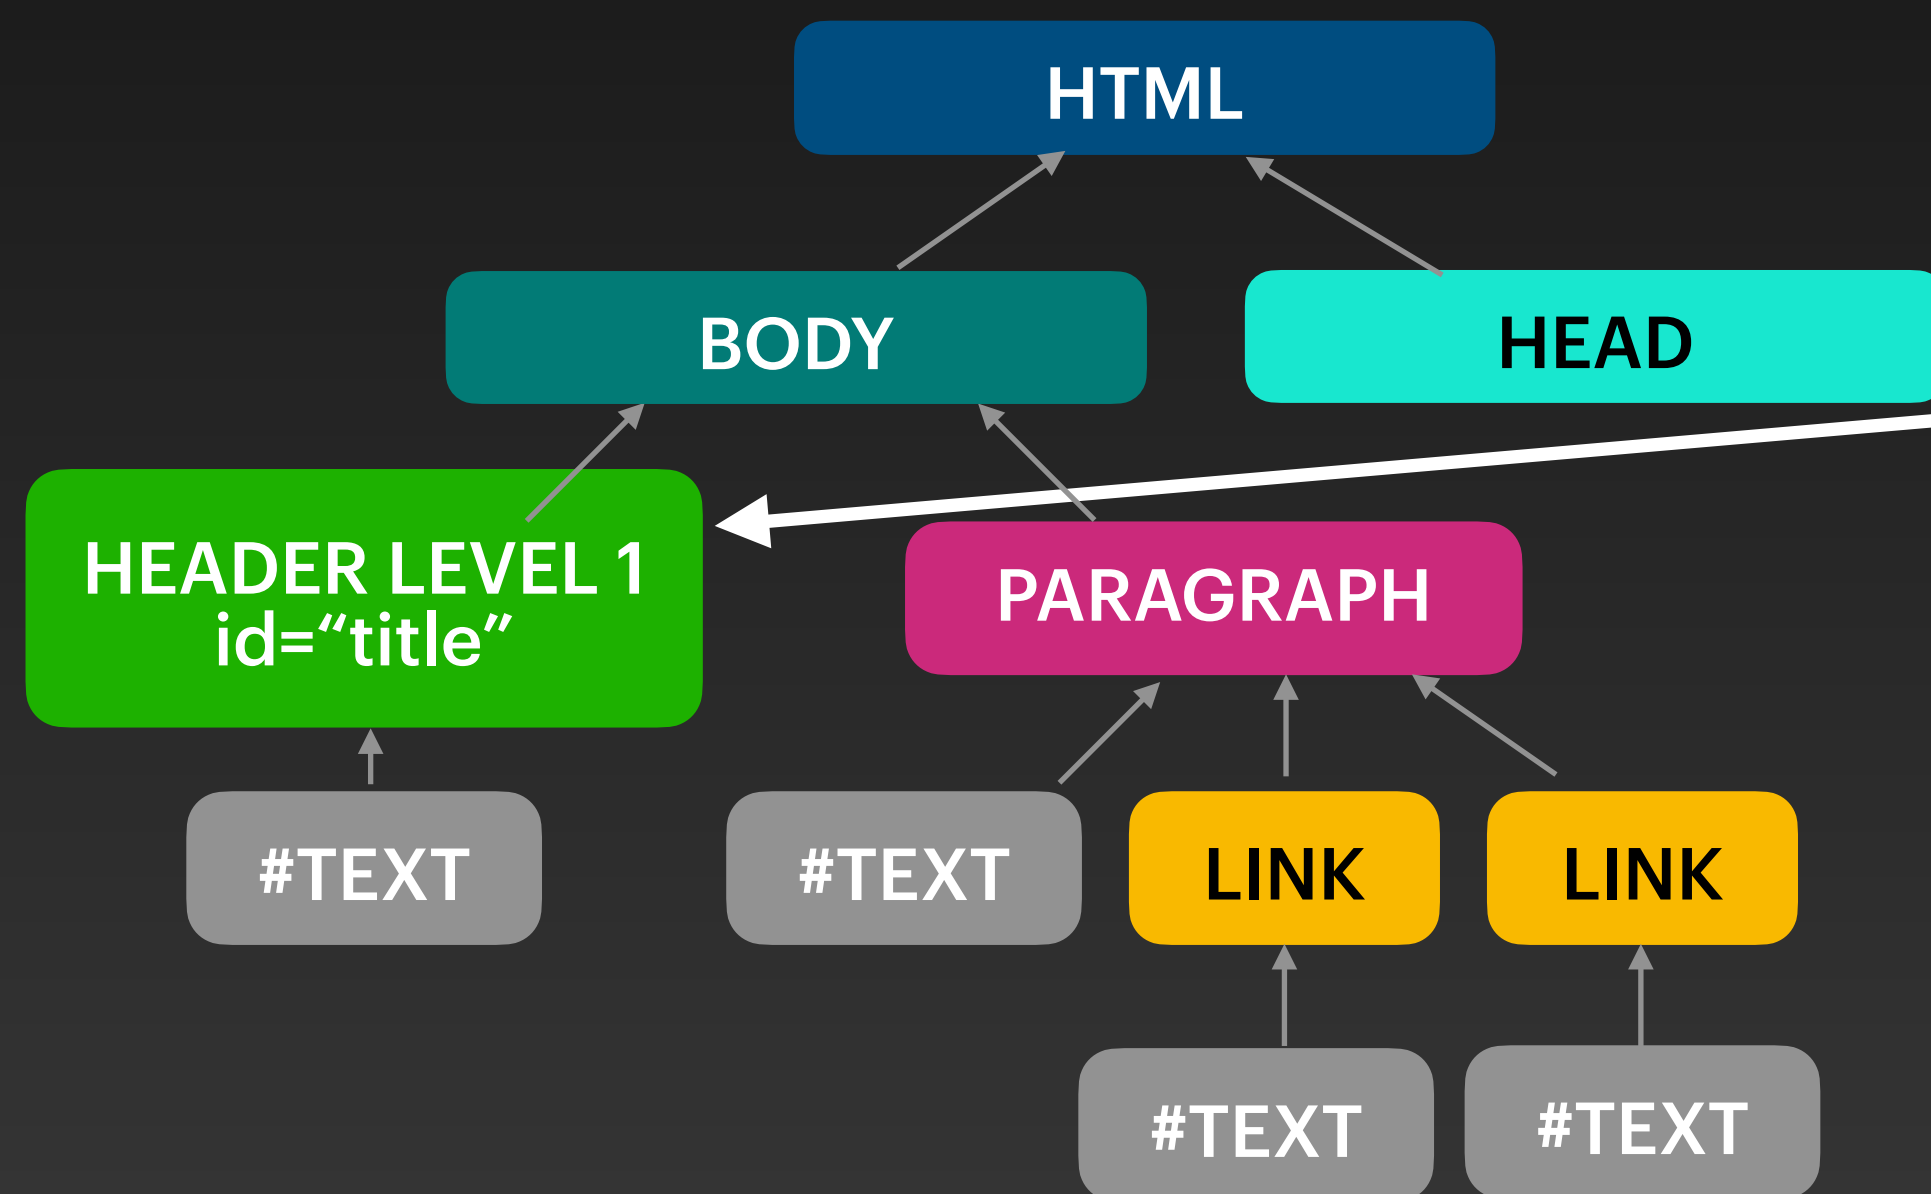 HTML
BODY
HEAD
HEADER LEVEL 1
id=“title”
PARAGRAPH
#TEXT
#TEXT
LINK
LINK
#TEXT
#TEXT